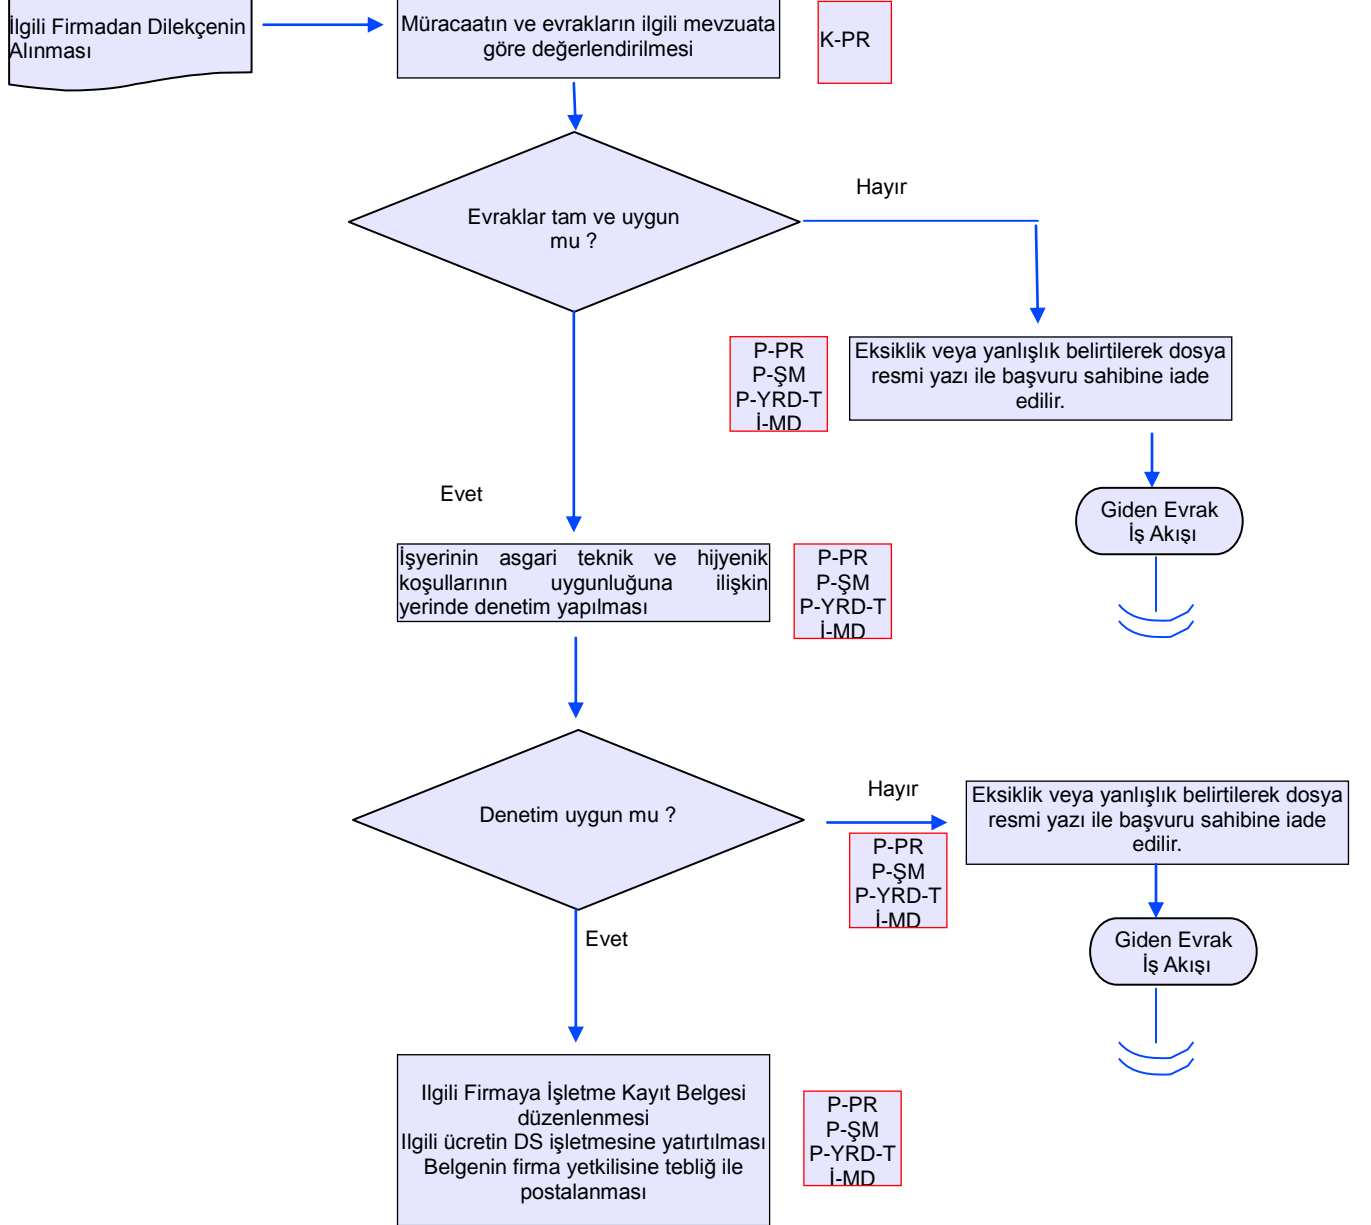 İlgili Firmadan Dilekçenin
Alınması
Müracaatın ve evrakların ilgili mevzuata
göre değerlendirilmesi
K-PR
Evraklar tam ve uygun
mu ?
Hayır
P-PR
P-ŞM
P-YRD-T
İ-MD
Eksiklik veya yanlışlık belirtilerek dosya
resmi yazı ile başvuru sahibine iade
edilir.
Giden Evrak
İş Akışı
Evet
İşyerinin asgari teknik ve hijyenik
koşullarının uygunluğuna ilişkin
yerinde denetim yapılması
P-PR
P-ŞM
P-YRD-T
İ-MD
Denetim uygun mu ?
Hayır
P-PR
P-ŞM
P-YRD-T
İ-MD
Eksiklik veya yanlışlık belirtilerek dosya
resmi yazı ile başvuru sahibine iade
edilir.
Giden Evrak
İş Akışı
Evet
Ilgili Firmaya İşletme Kayıt Belgesi
düzenlenmesi
Ilgili ücretin DS işletmesine yatırtılması
Belgenin firma yetkilisine tebliğ ile
postalanması
P-PR
P-ŞM
P-YRD-T
İ-MD